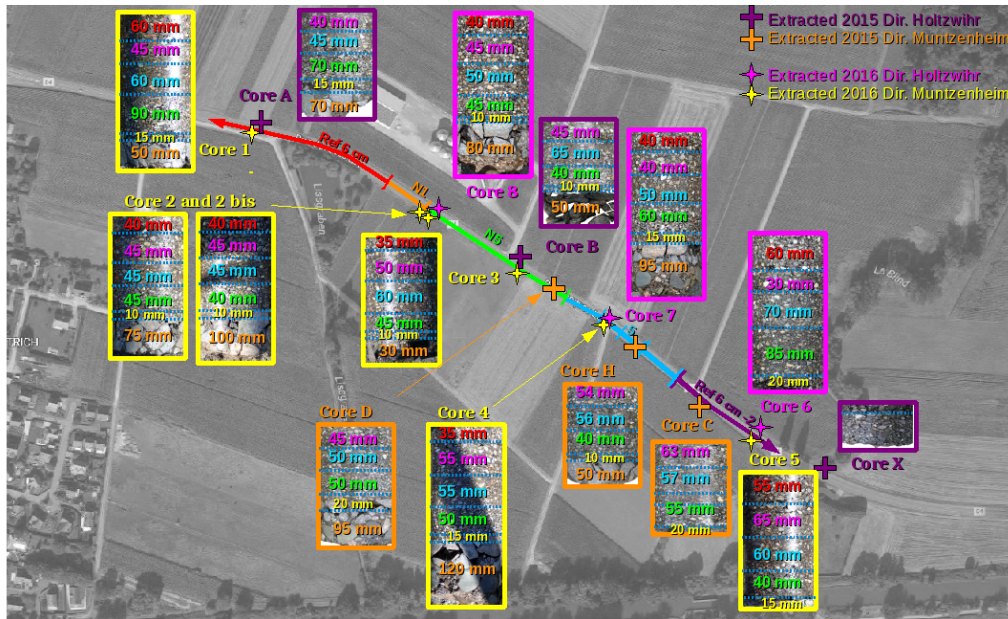 Extracted 2015 Dir. Holtzwihr
Extracted 2015 Dir. Muntzenheim
Extracted 2016 Dir. Holtzwihr
Extracted 2016 Dir. Muntzenheim
60 mm
45 mm
60 mm
90 mm
15 mm
50 mm
Core 1
Core A
40 mm
45 mm
70 mm
15 mm
70 mm
40 mm
45 mm
50 mm
45 mm
10 mm
80 mm
Core 8
45 mm
65 mm
40 mm
10 mm
50 mm
Core B
40 mm
40 mm
50 mm
60 mm
15 mm
95 mm
Core 7
60 mm
30 mm
70 mm
85 mm
20 mm
Core 6
Ref 6 cm
N1
N3
Ref 6 cm -2
Core 2 and 2 bis
40 mm
45 mm
45 mm
45 mm
10 mm
75 mm
40 mm
45 mm
45 mm
40 mm
10 mm
100 mm
Core 3
35 mm
50 mm
60 mm
45 mm
10 mm
30 mm
Core D
45 mm
50 mm
50 mm
20 mm
95 mm
Core 4
35 mm
55 mm
55 mm
50 mm
15 mm
120 mm
Core H
54 mm
56 mm
40 mm
10 mm
50 mm
Core C
63 mm
57 mm
55 mm
20 mm
Core 5
55 mm
65 mm
60 mm
40 mm
15 mm
Core X
TRICH